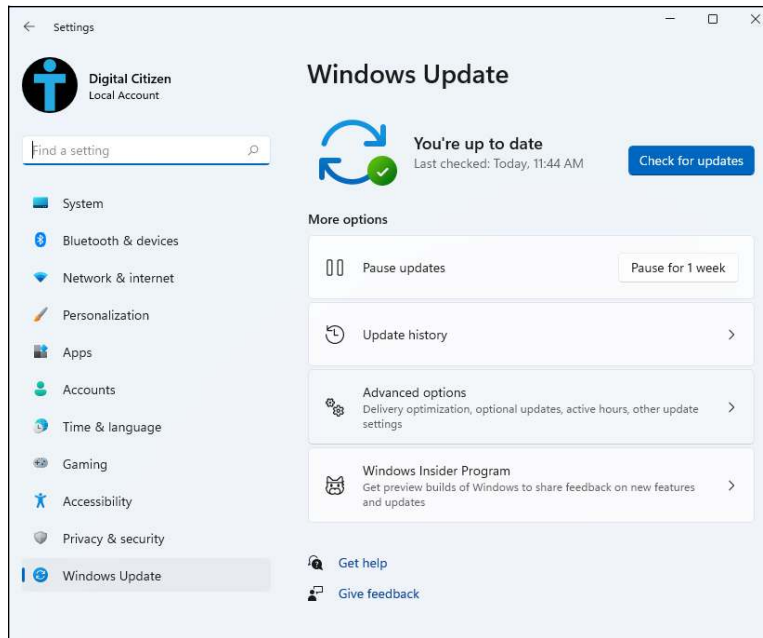 Settings
Digital Citizen
Local Account
Find a setting
System
Bluetooth & devices
Network & internet
Personalization
Apps
Accounts
Time & language
Gaming
Accessibility
Privacy & security
Windows Update
Windows Update
You're up to date
Last checked: Today, 11:44 AM
Check for updates
More options
Pause updates
Pause for 1 week
Update history
Advanced options
Delivery optimization, optional updates, active hours, other update
settings
Windows Insider Program
Get preview builds of Windows to share feedback on new features
and updates
Get help
Give feedback